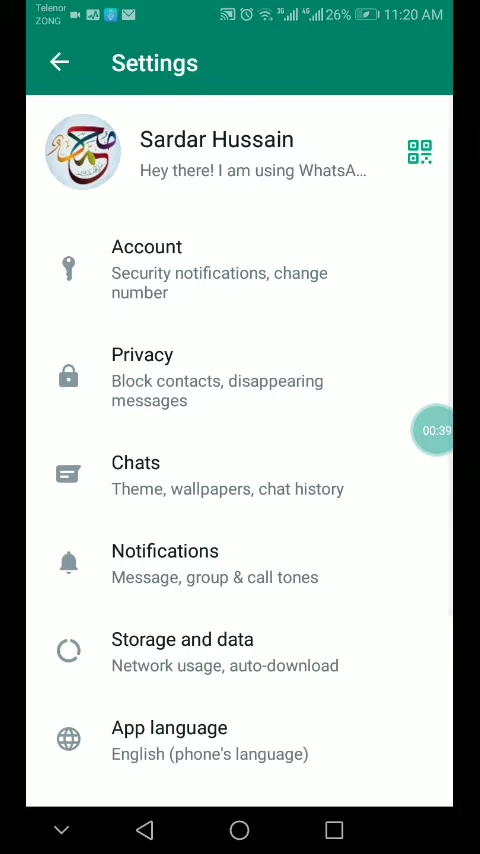 Telenor
ZONG
3G
4G
26%
11:20 AM
Settings
Sardar Hussain
Hey there! I am using WhatsA...
Account
Security notifications, change
number
Privacy
Block contacts, disappearing
messages
00:39
Chats
Theme, wallpapers, chat history
Notifications
Message, group & call tones
Storage and data
Network usage, auto-download
App language
English (phone's language)